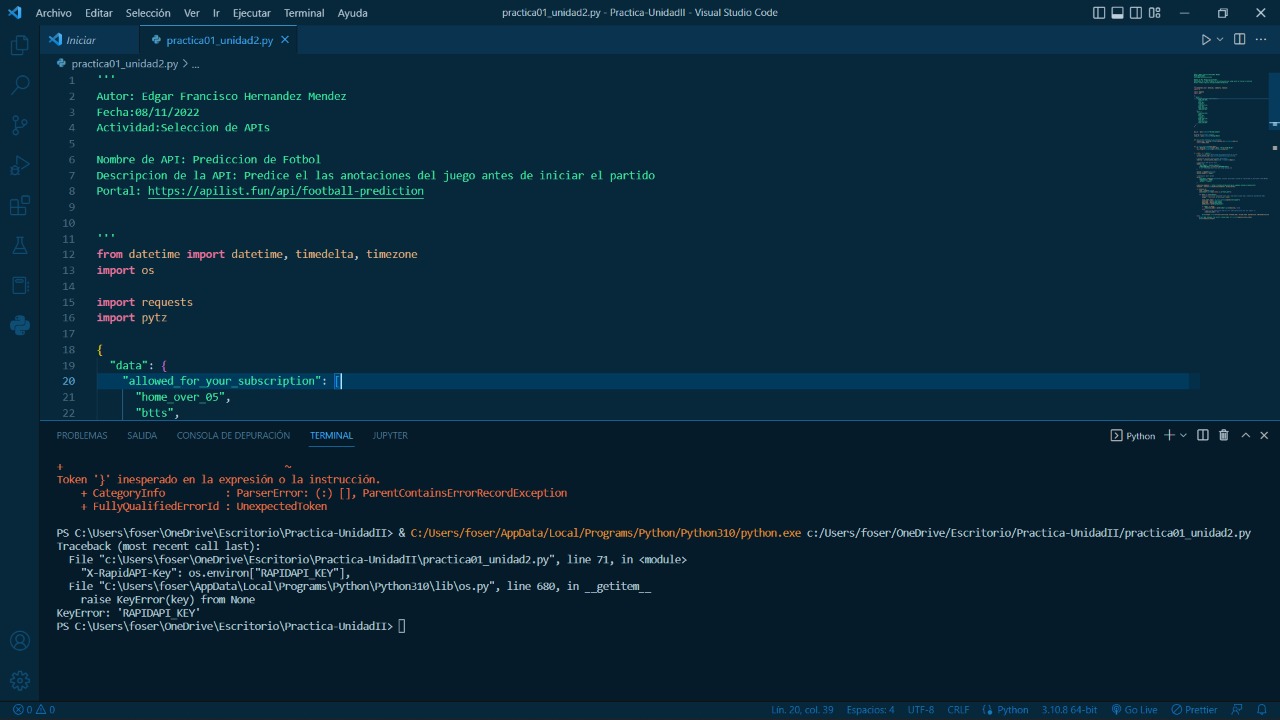 Archivo Editar Selección Ver Ir Ejecutar Terminal Ayuda practica01_unidad2.py - Practica-UnidadII - Visual Studio Code
Iniciar practica01_unidad2.py
practica01_unidad2.py > ...
1 '''
2 Autor: Edgar Francisco Hernandez Mendez
3 Fecha:08/11/2022
4 Actividad:Seleccion de APIs
5
6 Nombre de API: Prediccion de Fotbol
7 Descripcion de la API: Predice el las anotaciones del juego antes de iniciar el partido
8 Portal: https://apilist.fun/api/football-prediction
9
10
11 '''
12 from datetime import datetime, timedelta, timezone
13 import os
14
15 import requests
16 import pytz
17
18 {
19 "data": {
20 "allowed_for_your_subscription": [
21 "home_over_05",
22 "btts",
PROBLEMAS SALIDA CONSOLA DE DEPURACIÓN TERMINAL JUPYTER Python
+ ~
Token '}' inesperado en la expresión o la instrucción.
+ CategoryInfo : ParserError: (:) [], ParentContainsErrorRecordException
+ FullyQualifiedErrorId : UnexpectedToken
PS C:\Users\foser\OneDrive\Escritorio\Practica-UnidadII> & C:/Users/foser/AppData/Local/Programs/Python/Python310/python.exe c:/Users/foser/OneDrive/Escritorio/Practica-UnidadII/practica01_unidad2.py
Traceback (most recent call last):
File "c:\Users\foser\OneDrive\Escritorio\Practica-UnidadII\practica01_unidad2.py", line 71, in <module>
"X-RapidAPI-Key": os.environ["RAPIDAPI_KEY"],
File "C:\Users\foser\AppData\Local\Programs\Python\Python310\lib\os.py", line 680, in __getitem__
raise KeyError(key) from None
KeyError: 'RAPIDAPI_KEY'
PS C:\Users\foser\OneDrive\Escritorio\Practica-UnidadII>
0 0 Lín. 20, col. 39 Espacios: 4 UTF-8 CRLF Python 3.10.8 64-bit Go Live Prettier